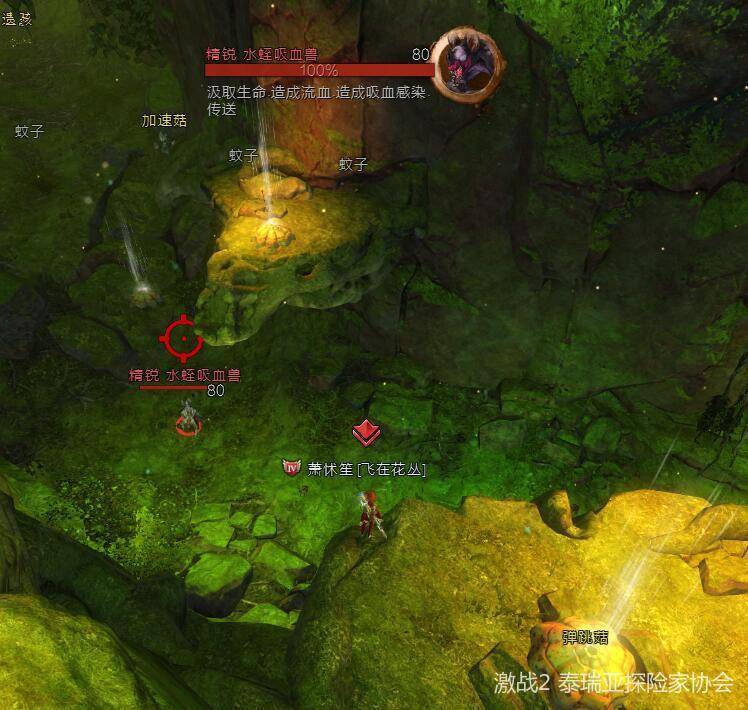 遗骸
精锐 水蛭吸血兽 80
100%
汲取生命.造成流血.造成吸血感染.
传送
加速菇
蚊子
蚊子
蚊子
精锐 水蛭吸血兽
80
IV 萧怵笙 [飞在花丛]
弹跳菇
激战2 泰瑞亚探险家协会